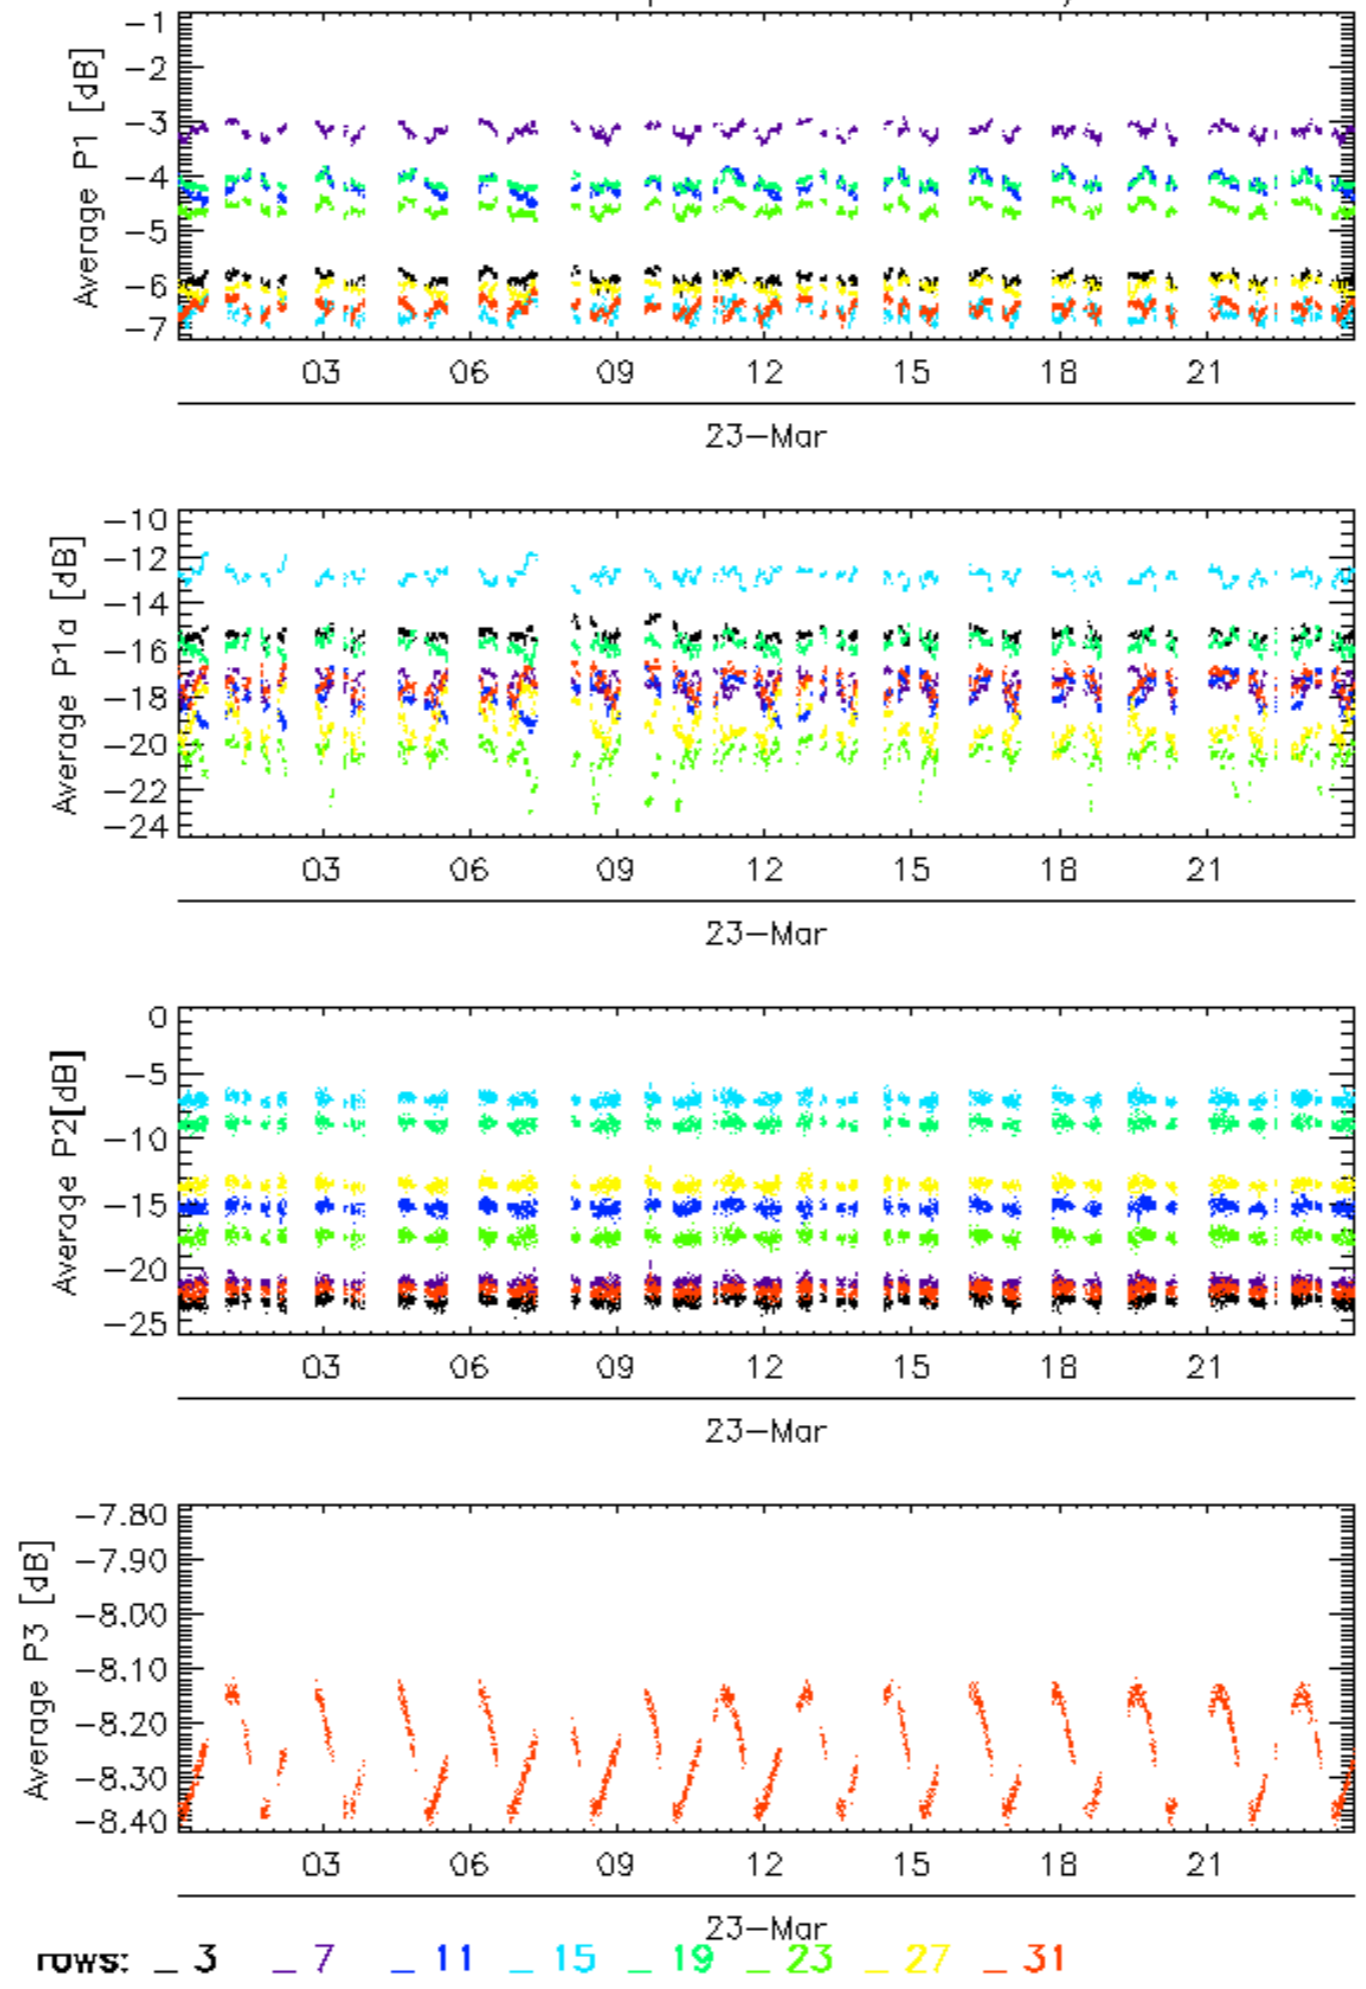 Average P1 [dB]
-1
-2
-3
-4
-5
-6
-7
03 06 09 12 15 18 21
23-Mar
Average P1a [dB]
-10
-12
-14
-16
-18
-20
-22
-24
03 06 09 12 15 18 21
23-Mar
Average P2[dB]
0
-5
-10
-15
-20
-25
03 06 09 12 15 18 21
23-Mar
Average P3 [dB]
-7.80
-7.90
-8.00
-8.10
-8.20
-8.30
-8.40
03 06 09 12 15 18 21
23-Mar
rows: _ 3 _ 7 _ 11 _ 15 _ 19 _ 23 _ 27 _ 31